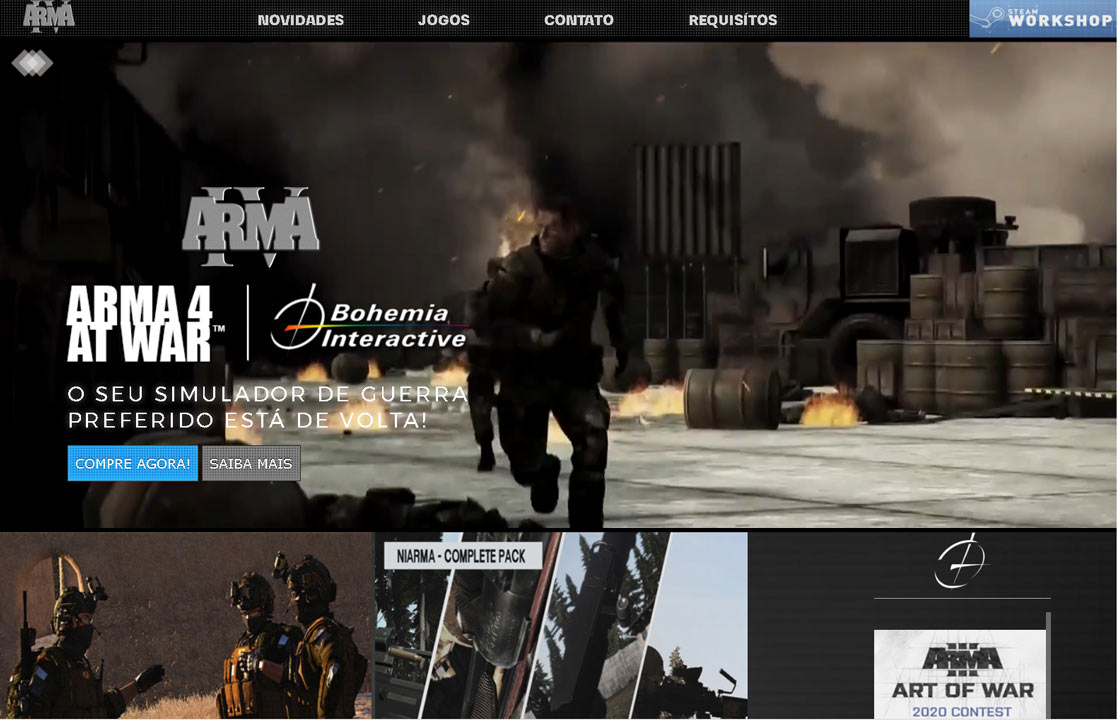 ARMA
NOVIDADES
JOGOS
CONTATO
REQUISÍTOS
STEAM
WORKSHOP
ARMA
IV
ARMA 4
AT WAR™
Bohemia
Interactive
O SEU SIMULADOR DE GUERRA
PREFERIDO ESTÁ DE VOLTA!
COMPRE AGORA!
SAIBA MAIS
NIARMA - COMPLETE PACK
ARMA
III
ART OF WAR
2020 CONTEST